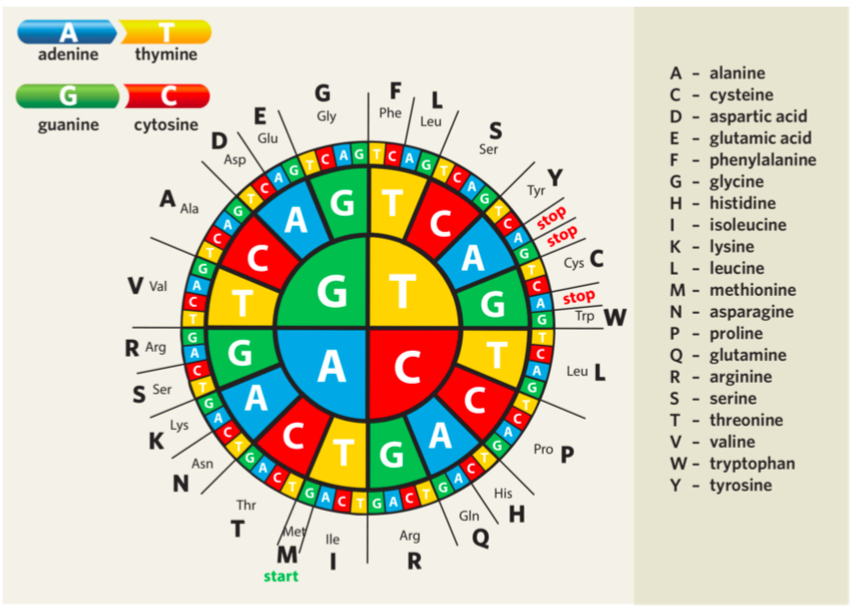 A T
adenine thymine
G C
guanine cytosine
F
Phe
L
Leu
S
Ser
Y
Tyr
stop
stop
Cys C
stop
Trp W
Leu L
Pro P
His
H
Gln
Q
Arg
R
Ile
I
Met
M
start
Thr
T
Asn
N
Lys
K
S Ser
R Arg
V Val
A Ala
D
Asp
E
Glu
G
Gly
T C A G T C A G T C A G T C A G
T C A G T C A G T C A G T C A G
T C A G T C A G T C A G T C A G
T C A G T C A G T C A G T C A G
T C A G
T C A G
T C A G
T C A G
G T
A C
A – alanine
C – cysteine
D – aspartic acid
E – glutamic acid
F – phenylalanine
G – glycine
H – histidine
I – isoleucine
K – lysine
L – leucine
M – methionine
N – asparagine
P – proline
Q – glutamine
R – arginine
S – serine
T – threonine
V – valine
W – tryptophan
Y – tyrosine